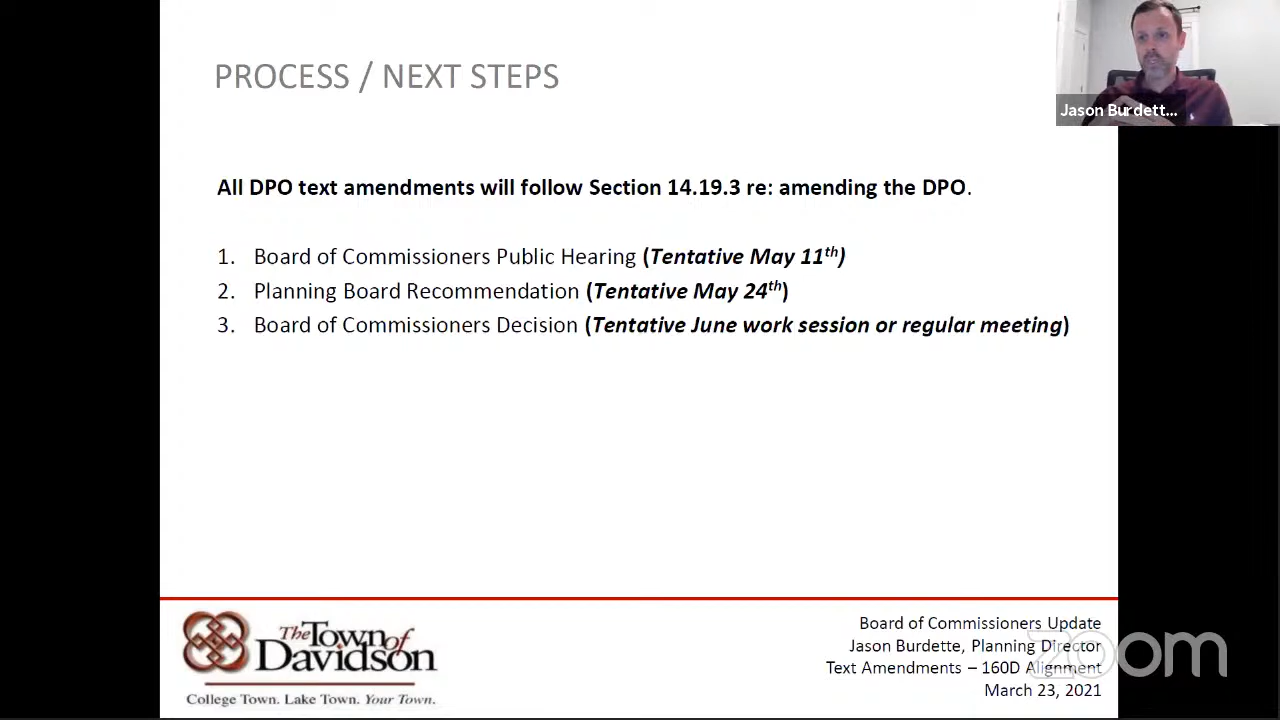 PROCESS / NEXT STEPS
Jason Burdett...
All DPO text amendments will follow Section 14.19.3 re: amending the DPO.
1. Board of Commissioners Public Hearing (Tentative May 11th)
2. Planning Board Recommendation (Tentative May 24th)
3. Board of Commissioners Decision (Tentative June work session or regular meeting)
The Town of
Davidson
College Town. Lake Town. Your Town.
Board of Commissioners Update
Jason Burdette, Planning Director
Text Amendments – 160D Alignment
March 23, 2021
zoom